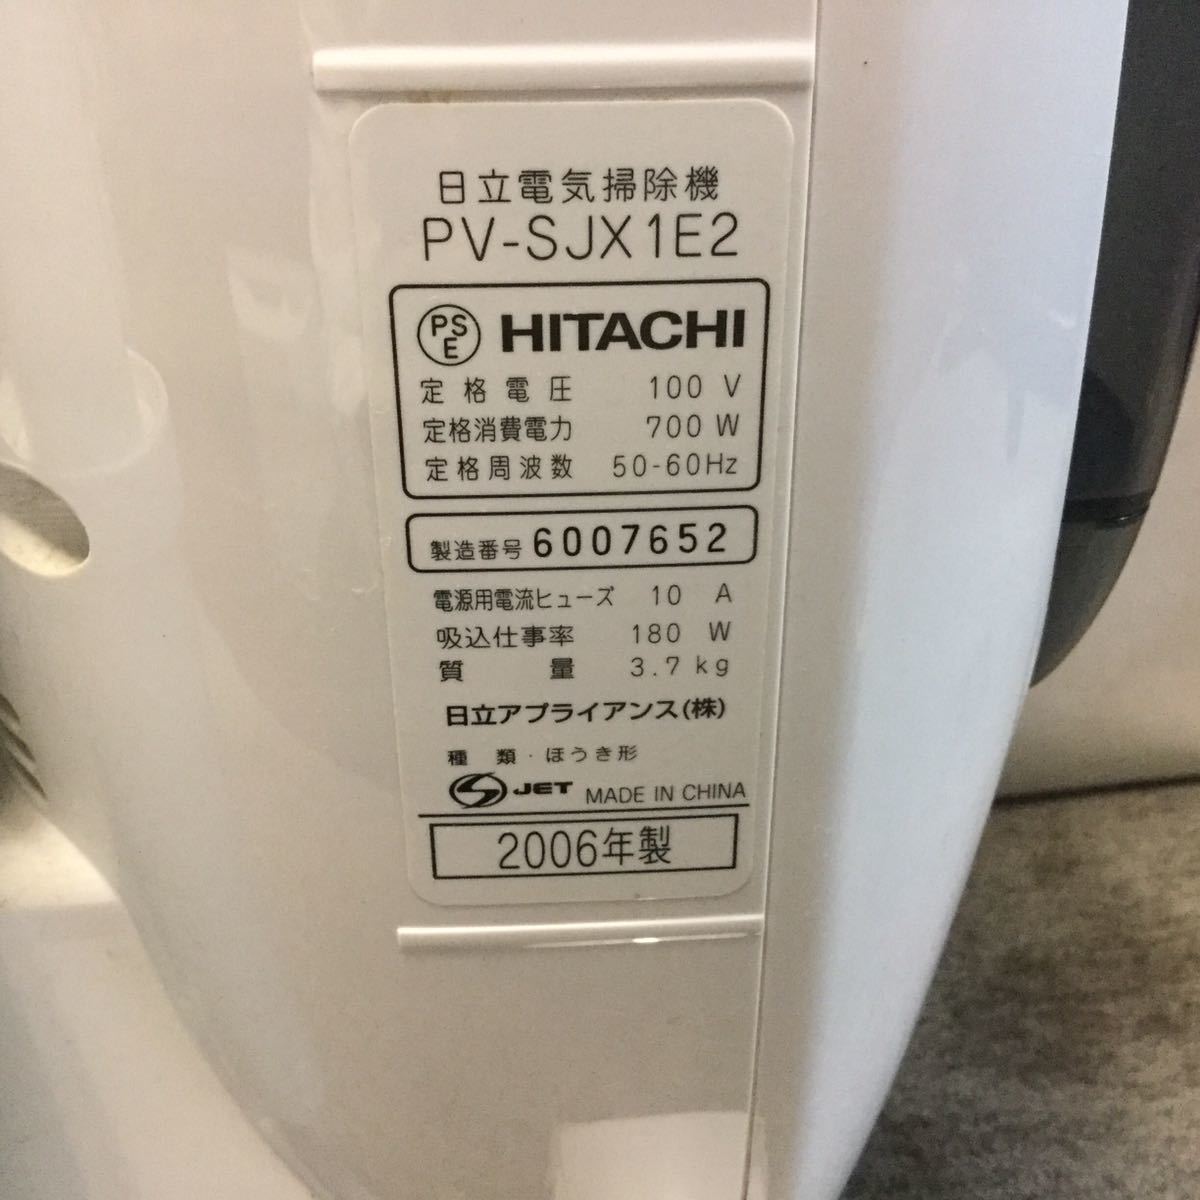 日立電気掃除機
PV-SJX1E2
PSE HITACHI
定格電圧 100 V
定格消費電力 700 W
定格周波数 50-60Hz
製造番号 6007652
電源用電流ヒューズ 10 A
吸込仕事率 180 W
質量 3.7 kg
日立アプライアンス(株)
種類・ほうき形
S JET MADE IN CHINA
2006年製